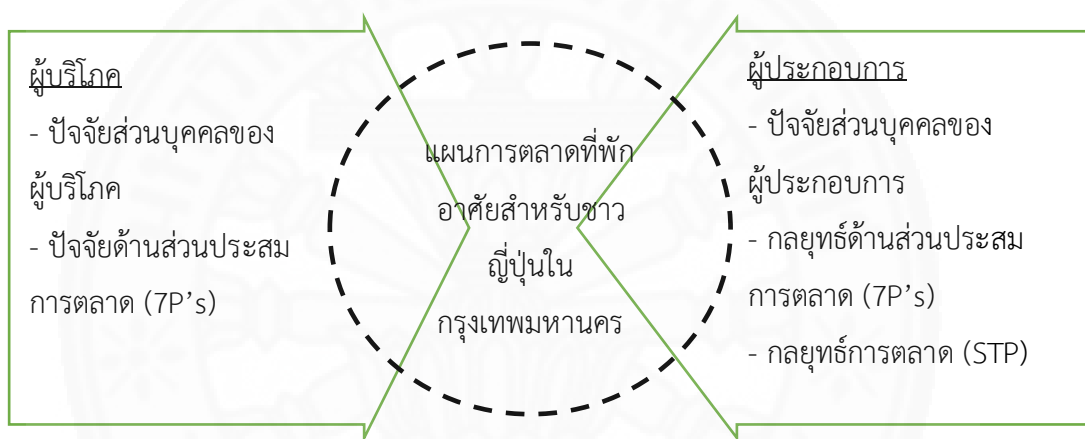 ผู้บริโภค
- ปัจจัยส่วนบุคคลของ
ผู้บริโภค
- ปัจจัยด้านส่วนประสม
การตลาด (7P’s)
แผนการตลาดที่พัก
อาศัยสำหรับชาว
ญี่ปุ่นใน
กรุงเทพมหานคร
ผู้ประกอบการ
- ปัจจัยส่วนบุคคลของ
ผู้ประกอบการ
- กลยุทธ์ด้านส่วนประสม
การตลาด (7P’s)
- กลยุทธ์การตลาด (STP)